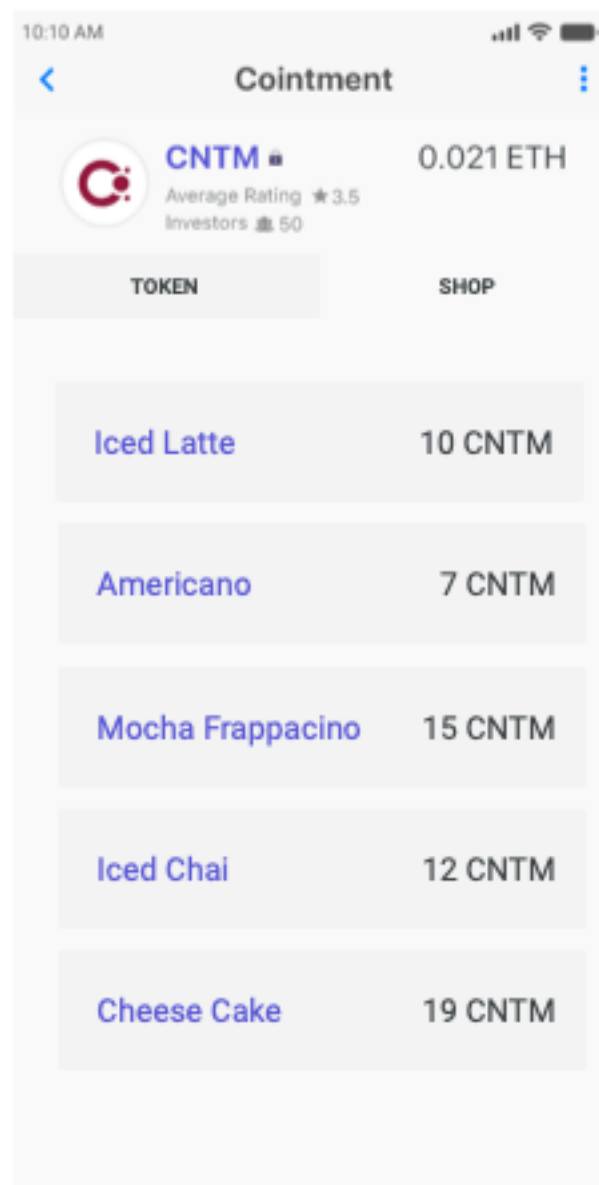 10:10 AM
Cointment
CNTM 0.021 ETH
Average Rating ★ 3.5
Investors 50
TOKEN SHOP
Iced Latte 10 CNTM
Americano 7 CNTM
Mocha Frappacino 15 CNTM
Iced Chai 12 CNTM
Cheese Cake 19 CNTM